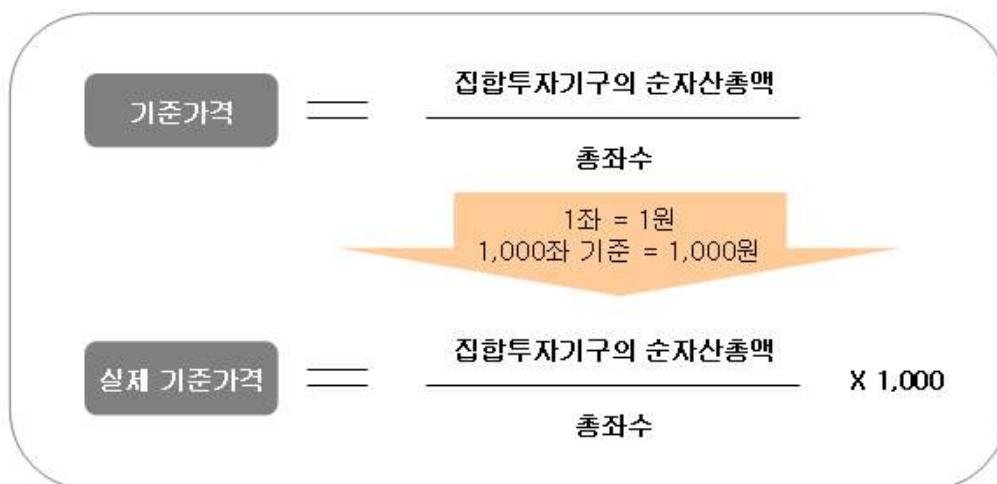 집합투자기구의 순자산총액
기준가격
총좌수
1좌 = 1원
1,000좌 기준 = 1,000원
집합투자기구의 순자산총액
실제 기준가격
X 1,000
총좌수